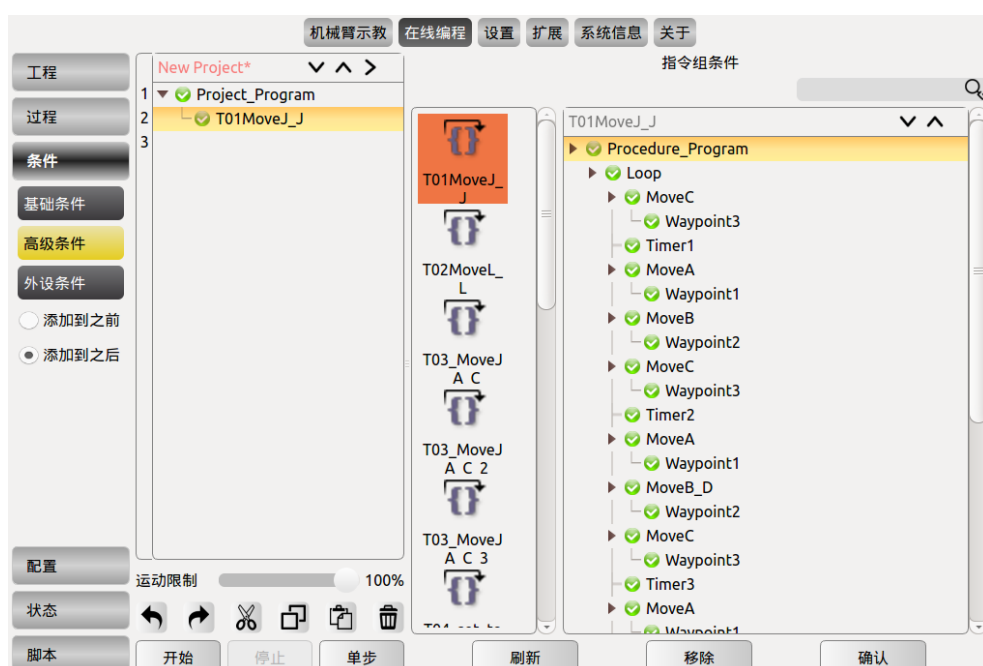 机械臂示教 在线编程 设置 扩展 系统信息 关于
工程
过程
条件
基础条件
高级条件
外设条件
添加到之前
添加到之后
配置
状态
脚本
New Project*
1 Project_Program
2 T01MoveJ_J
3
运动限制 100%
开始 停止 单步
指令组条件
T01MoveJ_
J
T02MoveL_
L
T03_MoveJ
A C
T03_MoveJ
A C 2
T03_MoveJ
A C 3
T01MoveJ_J
Procedure_Program
Loop
MoveC
Waypoint3
Timer1
MoveA
Waypoint1
MoveB
Waypoint2
MoveC
Waypoint3
Timer2
MoveA
Waypoint1
MoveB_D
Waypoint2
MoveC
Waypoint3
Timer3
MoveA
Waypoint1
刷新 移除 确认